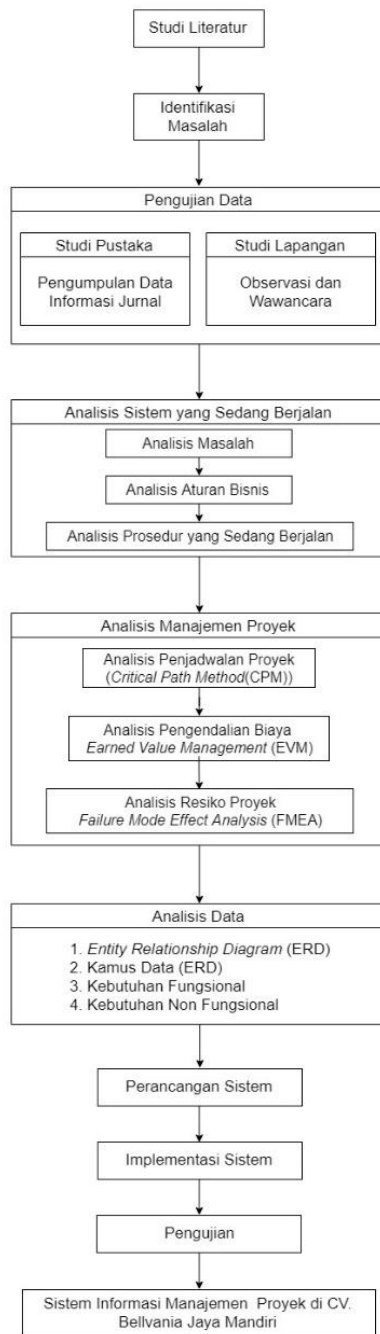 Studi Literatur
Identifikasi
Masalah
Pengujian Data
Studi Pustaka
Pengumpulan Data
Informasi Jurnal
Studi Lapangan
Observasi dan
Wawancara
Analisis Sistem yang Sedang Berjalan
Analisis Masalah
Analisis Aturan Bisnis
Analisis Prosedur yang Sedang Berjalan
Analisis Manajemen Proyek
Analisis Penjadwalan Proyek
(Critical Path Method(CPM))
Analisis Pengendalian Biaya
Earned Value Management (EVM)
Analisis Resiko Proyek
Failure Mode Effect Analysis (FMEA)
Analisis Data
1. Entity Relationship Diagram (ERD)
2. Kamus Data (ERD)
3. Kebutuhan Fungsional
4. Kebutuhan Non Fungsional
Perancangan Sistem
Implementasi Sistem
Pengujian
Sistem Informasi Manajemen Proyek di CV.
Bellvania Jaya Mandiri